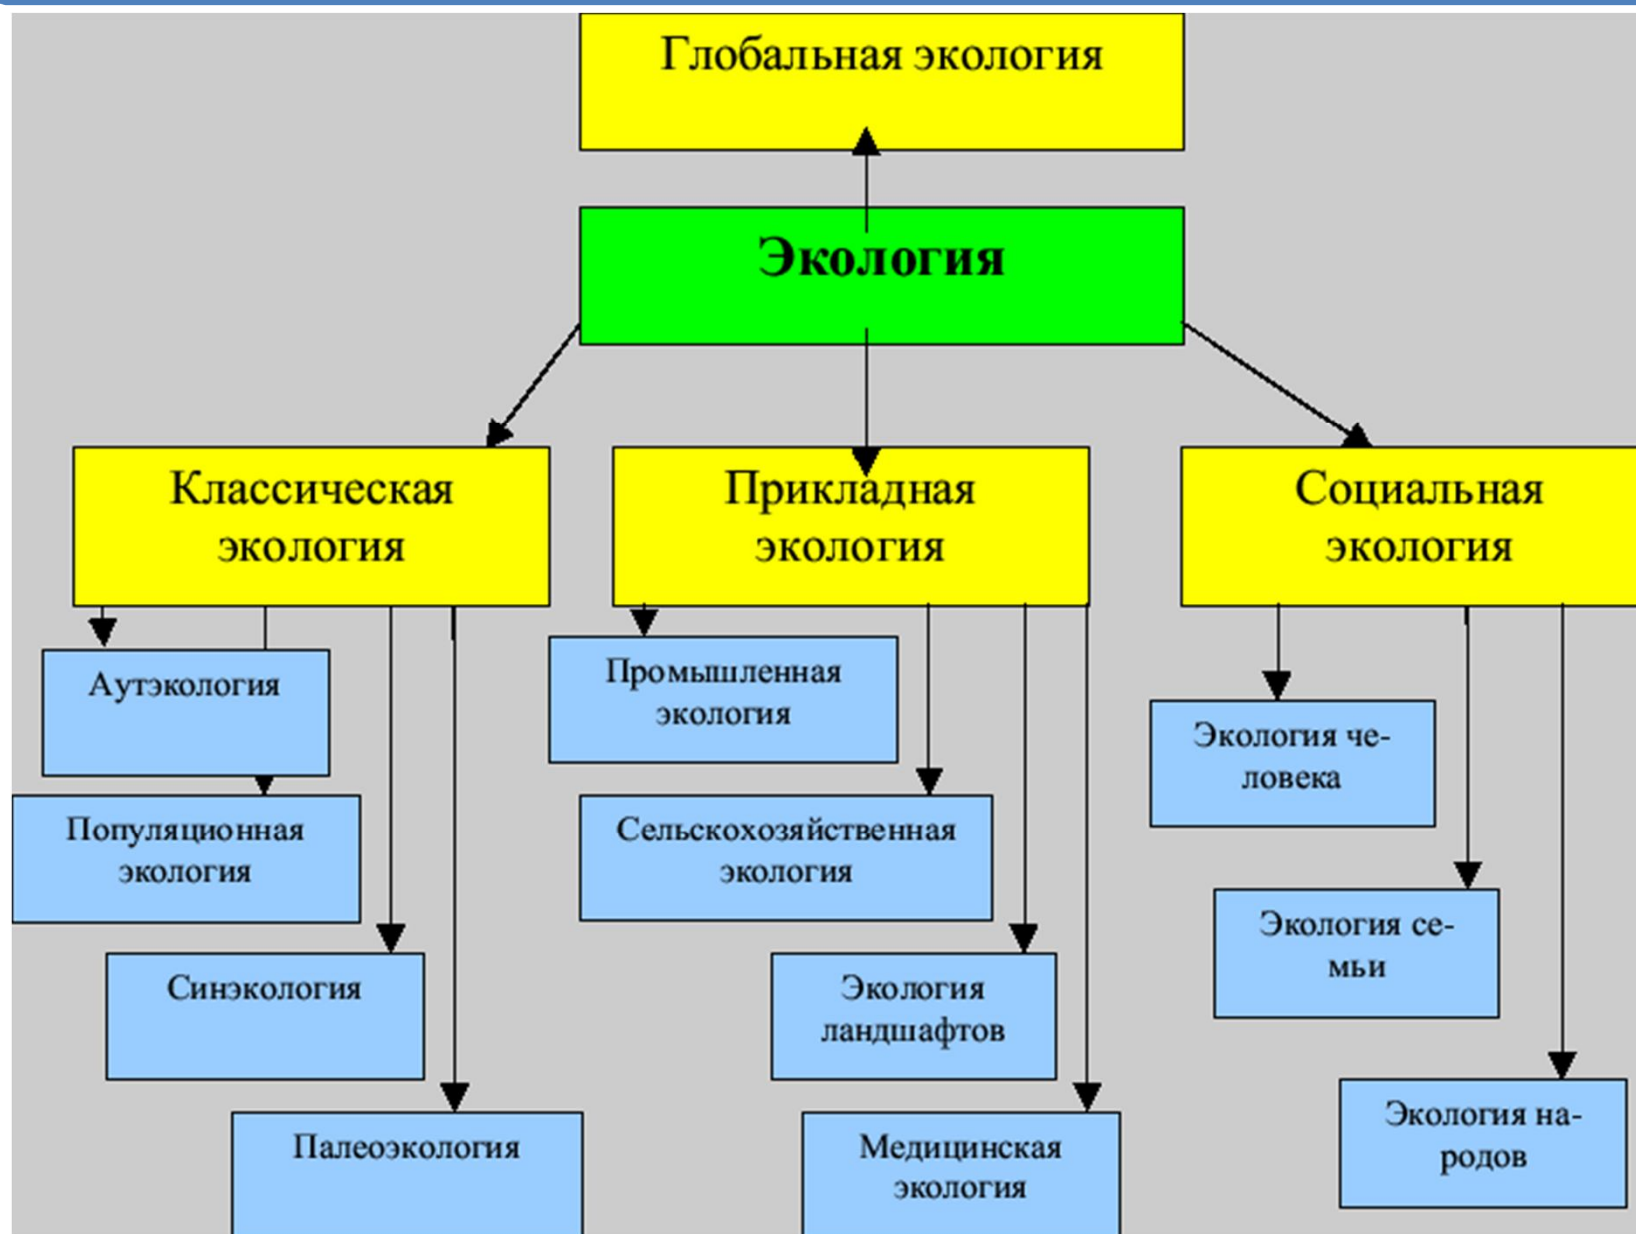 Глобальная экология
Экология
Классическая
экология
Прикладная
экология
Социальная
экология
Аутэкология
Популяционная
экология
Синэкология
Палеоэкология
Промышленная
экология
Сельскохозяйственная
экология
Экология
ландшафтов
Медицинская
экология
Экология че-
ловека
Экология се-
мьи
Экология на-
родов